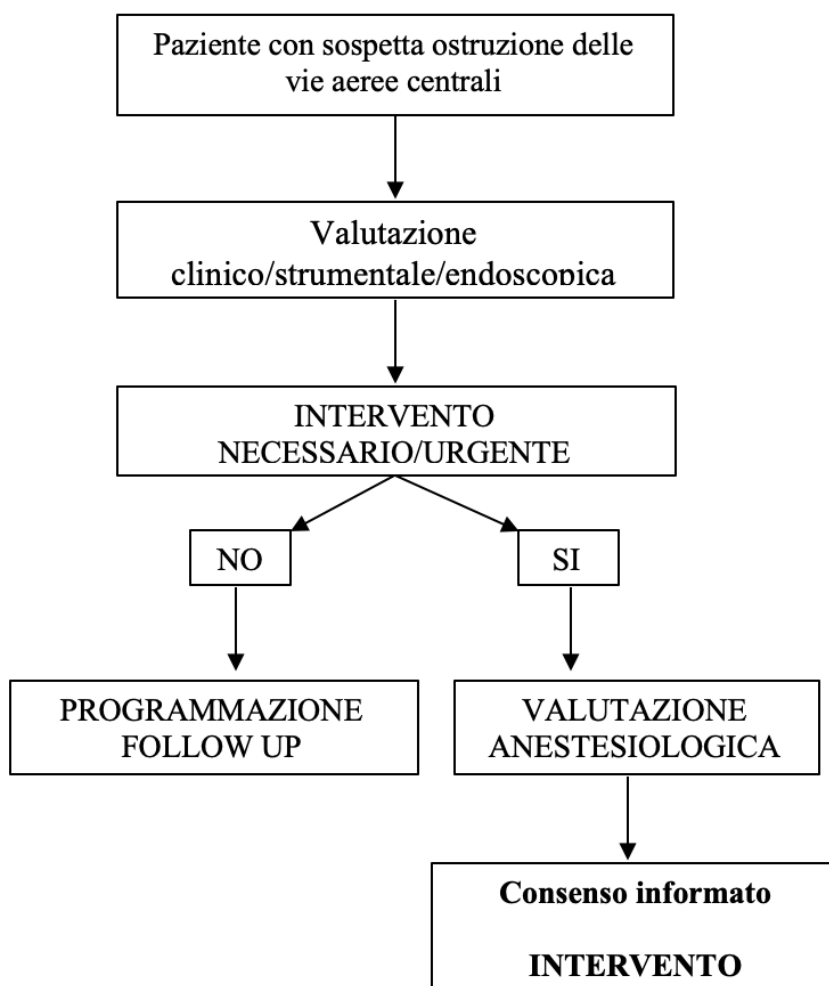 Paziente con sospetta ostruzione delle
vie aeree centrali
Valutazione
clinico/strumentale/endoscopica
INTERVENTO
NECESSARIO/URGENTE
NO
SI
PROGRAMMAZIONE
FOLLOW UP
VALUTAZIONE
ANESTESIOLOGICA
Consenso informato
INTERVENTO